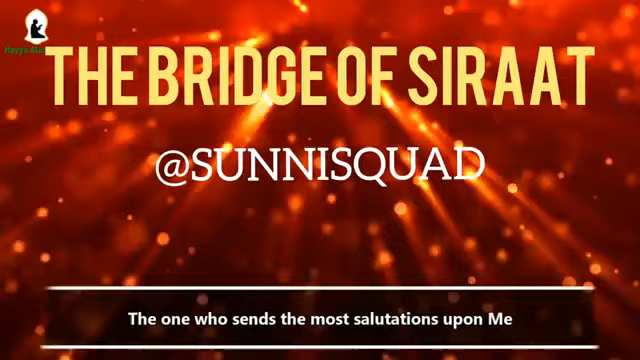 THE BRIDGE OF SIRAAT
@SUNNISQUAD
The one who sends the most salutations upon Me